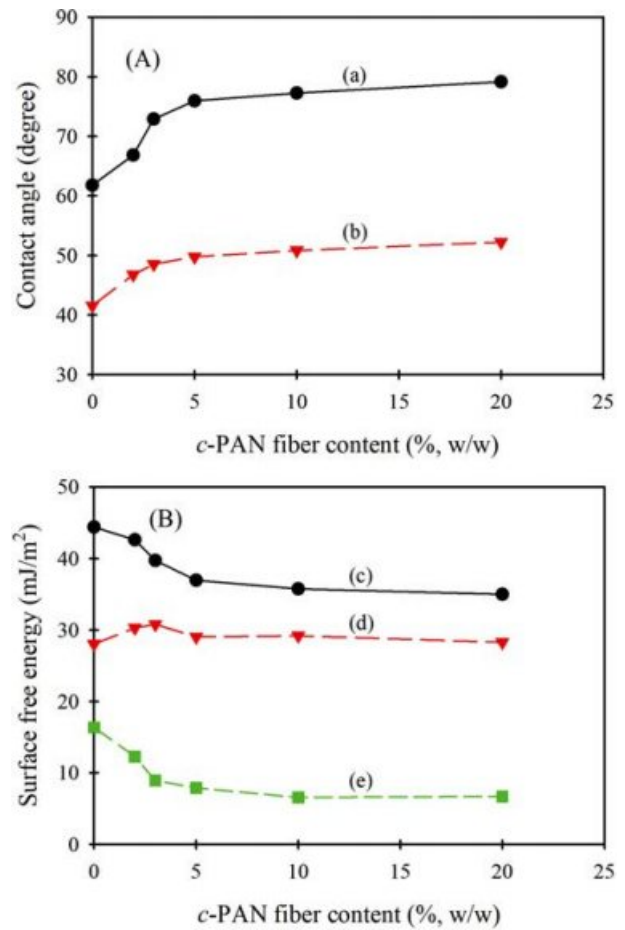 90
80
70
60
50
40
30
Contact angle (degree)
(A)
(a)
(b)
0 5 10 15 20 25
c-PAN fiber content (%, w/w)
50
40
30
20
10
0
Surface free energy (mJ/m²)
(B)
(c)
(d)
(e)
0 5 10 15 20 25
c-PAN fiber content (%, w/w)